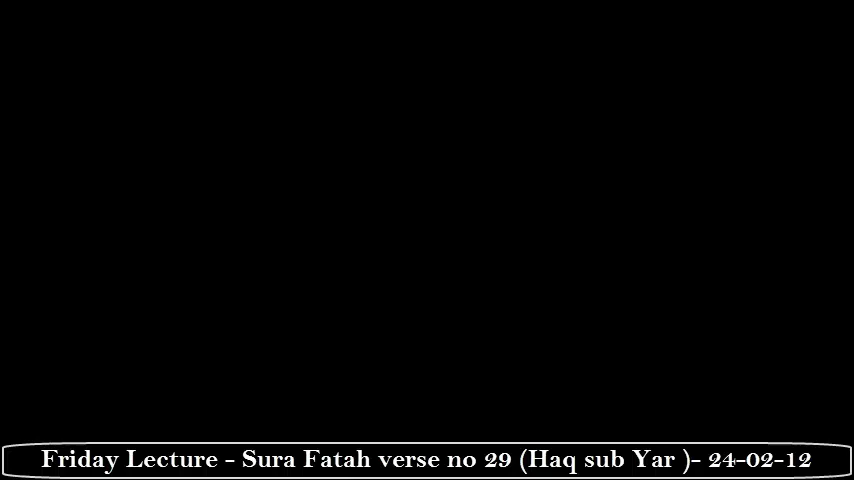 Friday Lecture - Sura Fatah verse no 29 (Haq sub Yar )- 24-02-12